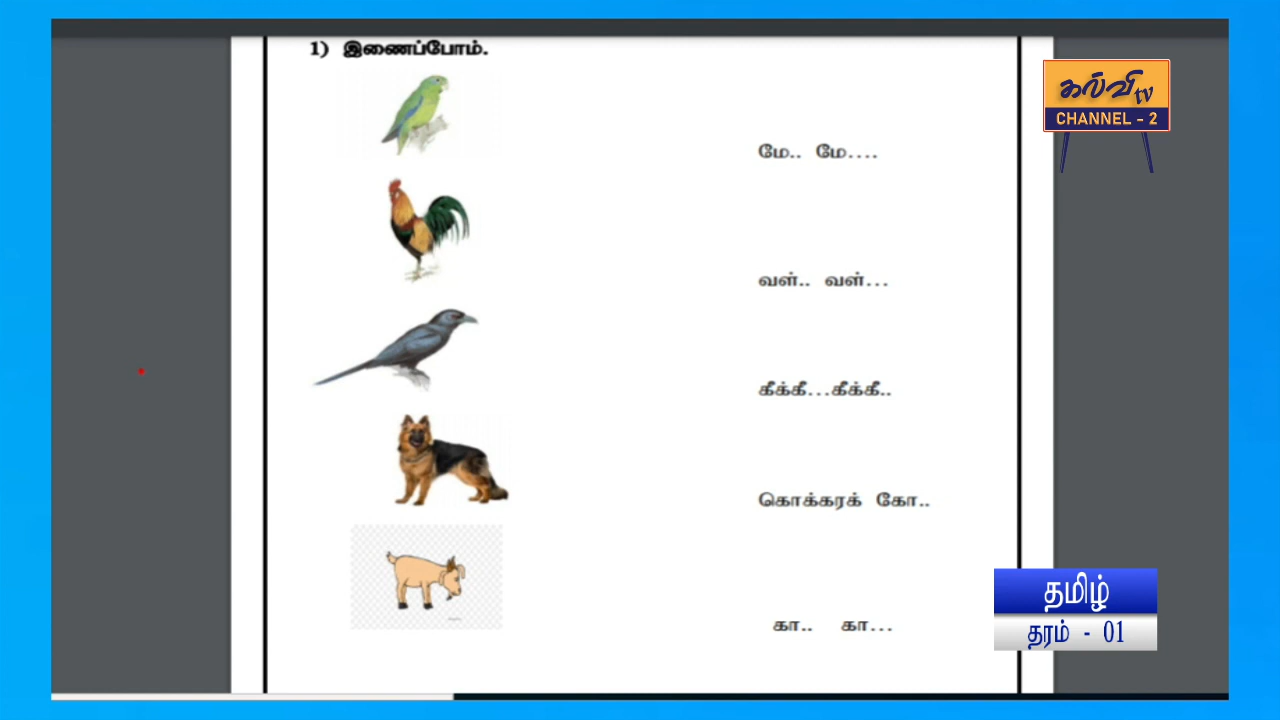 1) இணைப்போம்.
மே.. மே....
வள்.. வள்...
கீக்கீ...கீக்கீ..
கொக்கரக் கோ..
கா.. கா...
கல்வி tv
CHANNEL - 2
தமிழ்
தரம் - 01